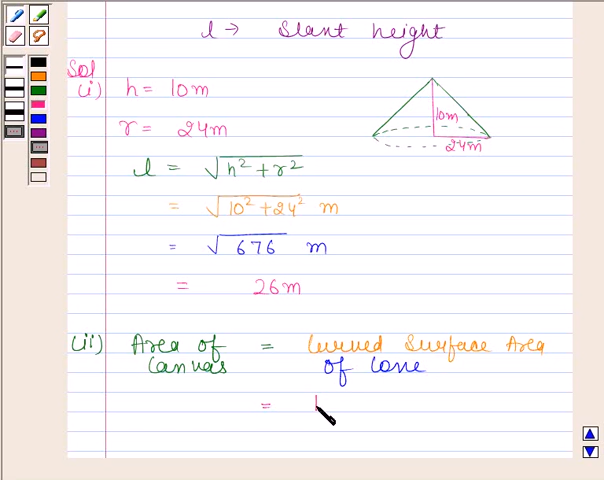 l → Slant height
Sol
(i) h = 10m
r = 24m
l = √h² + r²
= √10² + 24² m
= √676 m
= 26m
10m
24m
(ii) Area of Canvas = Curved Surface Area of Cone
=